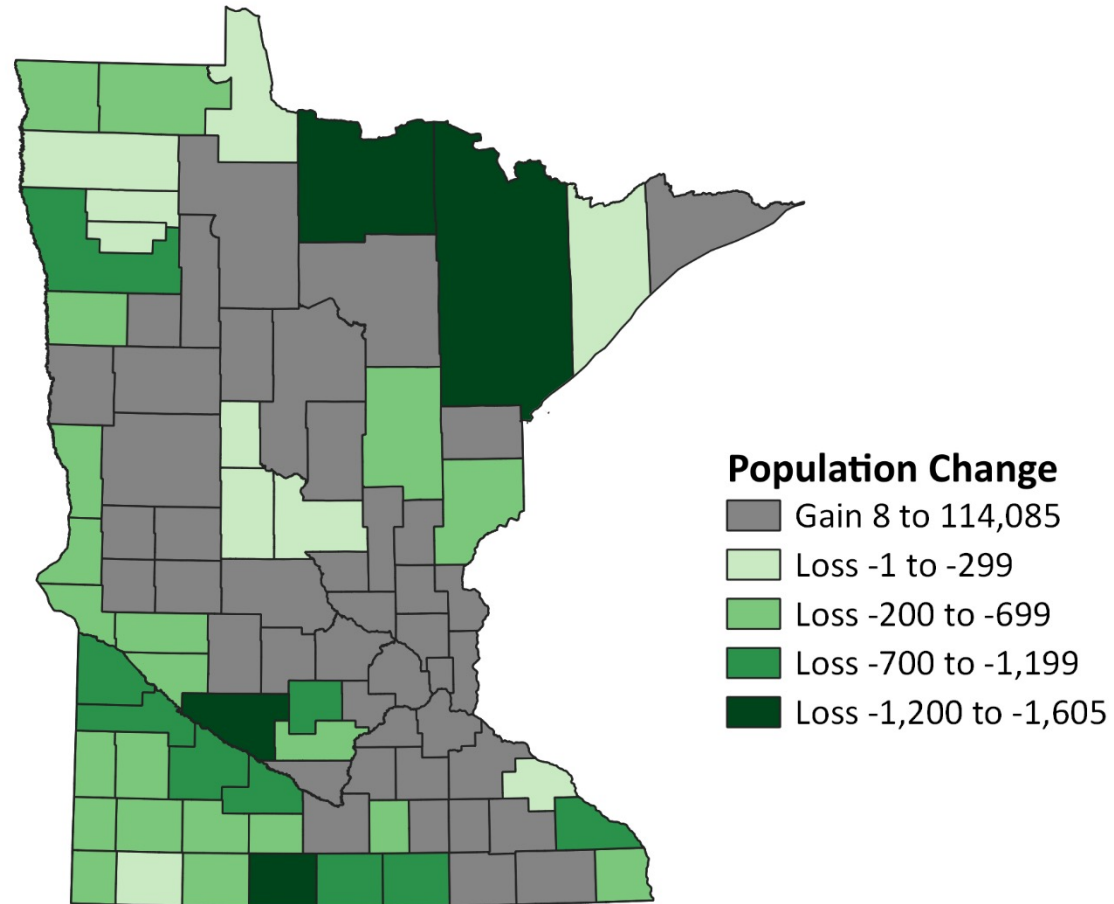 Population Change
Gain 8 to 114,085
Loss -1 to -299
Loss -200 to -699
Loss -700 to -1,199
Loss -1,200 to -1,605